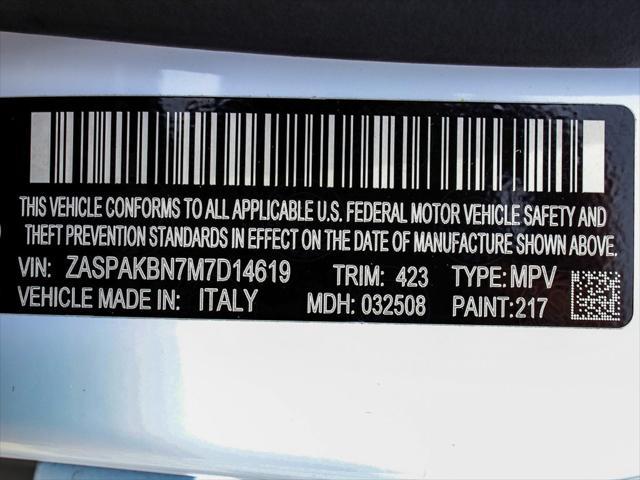 THIS VEHICLE CONFORMS TO ALL APPLICABLE U.S. FEDERAL MOTOR VEHICLE SAFETY AND
THEFT PREVENTION STANDARDS IN EFFECT ON THE DATE OF MANUFACTURE SHOWN ABOVE.
VIN: ZASPAKBN7M7D14619 TRIM: 423 TYPE: MPV
VEHICLE MADE IN: ITALY MDH: 032508 PAINT: 217